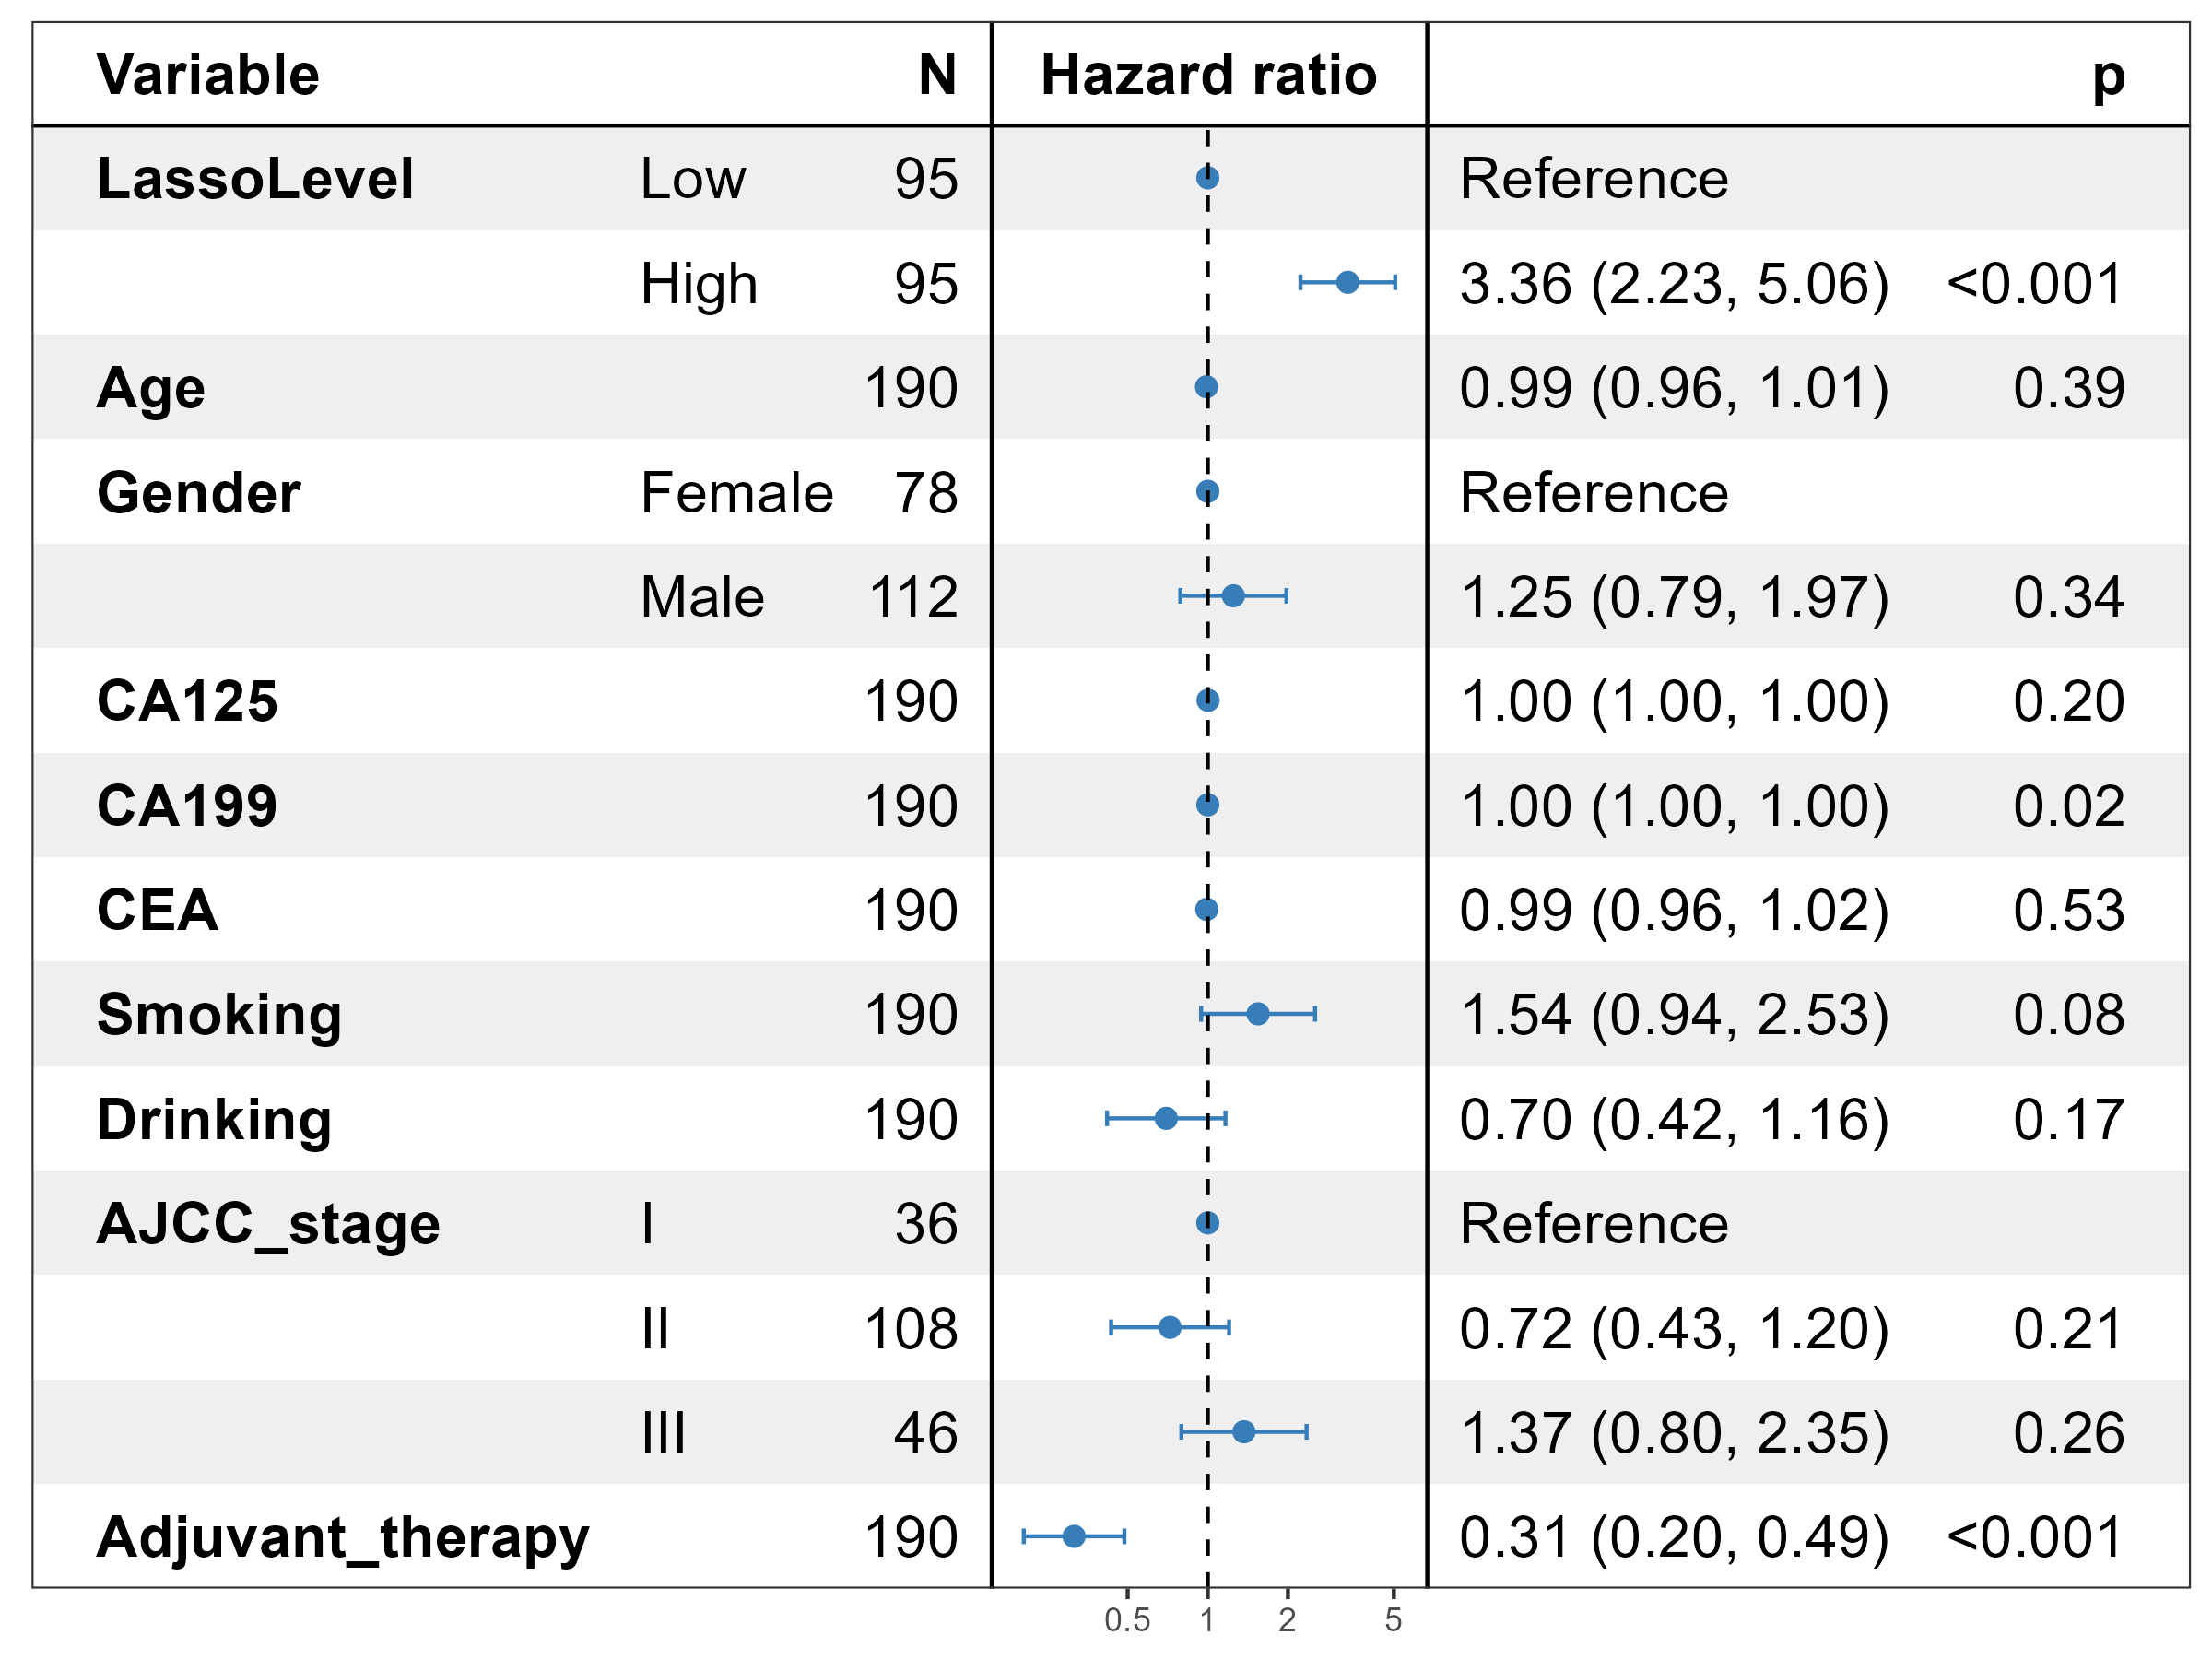 Variable N Hazard ratio p
LassoLevel Low 95 Reference
High 95 3.36 (2.23, 5.06) <0.001
Age 190 0.99 (0.96, 1.01) 0.39
Gender Female 78 Reference
Male 112 1.25 (0.79, 1.97) 0.34
CA125 190 1.00 (1.00, 1.00) 0.20
CA199 190 1.00 (1.00, 1.00) 0.02
CEA 190 0.99 (0.96, 1.02) 0.53
Smoking 190 1.54 (0.94, 2.53) 0.08
Drinking 190 0.70 (0.42, 1.16) 0.17
AJCC_stage I 36 Reference
II 108 0.72 (0.43, 1.20) 0.21
III 46 1.37 (0.80, 2.35) 0.26
Adjuvant_therapy 190 0.31 (0.20, 0.49) <0.001
0.5 1 2 5